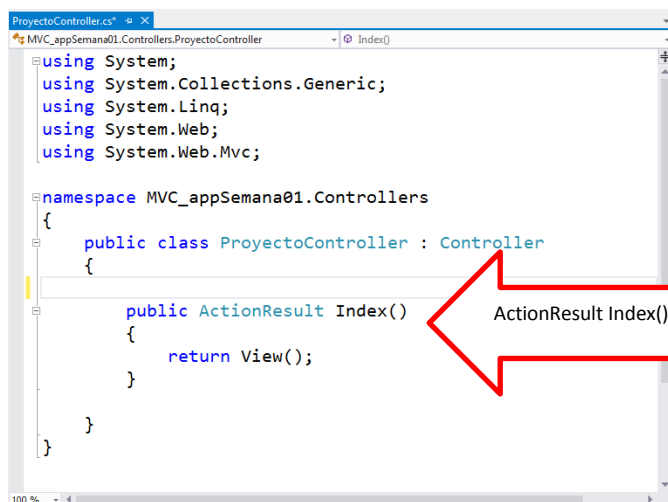 ProyectoController.cs*
MVC_appSemana01.Controllers.ProyectoController Index()
using System;
using System.Collections.Generic;
using System.Linq;
using System.Web;
using System.Web.Mvc;
namespace MVC_appSemana01.Controllers
{
public class ProyectoController : Controller
{
public ActionResult Index()
ActionResult Index()
{
return View();
}
}
}
100 %